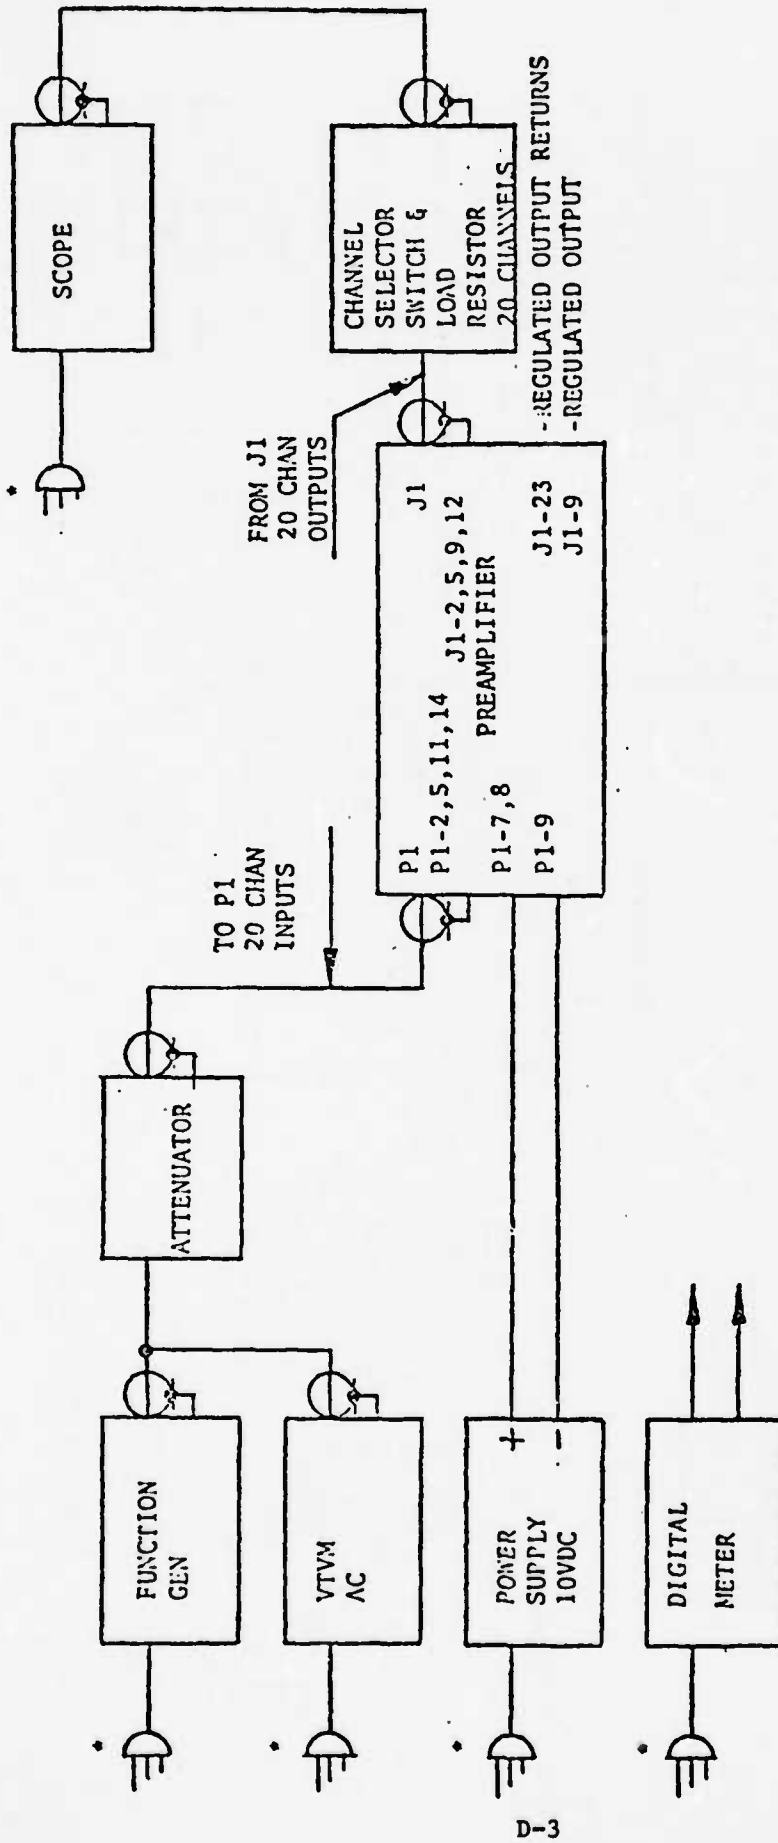 SCOPE
FROM J1
20 CHAN
OUTPUTS
CHANNEL
SELECTOR
SWITCH &
LOAD
RESISTOR
20 CHANNELS
-REGULATED OUTPUT RETURNS
-REGULATED OUTPUT
TO P1
20 CHAN
INPUTS
P1
J1
P1-2,5,11,14
J1-2,5,9,12
PREAMPLIFIER
P1-7,8
P1-9
J1-23
J1-9
ATTENUATOR
*
FUNCTION
GEN
*
VTVM
AC
*
POWER
SUPPLY
10VDC
+
-
*
DIGITAL
METER
*
D-3